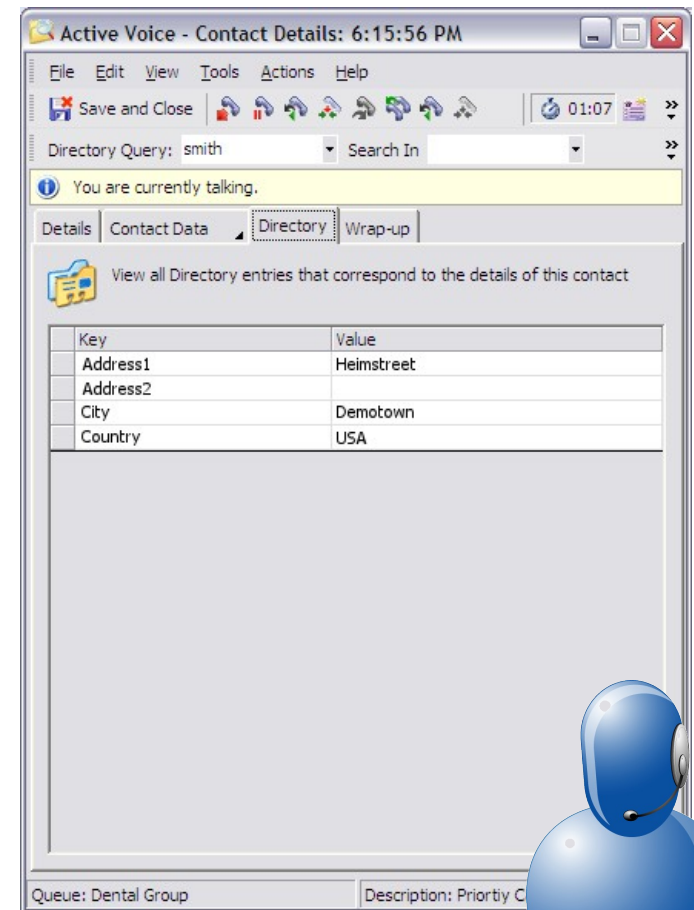 Active Voice - Contact Details: 6:15:56 PM
File Edit View Tools Actions Help
Save and Close 01:07
Directory Query: smith Search In
You are currently talking.
Details Contact Data Directory Wrap-up
View all Directory entries that correspond to the details of this contact
Key Value
Address1 Heimstreet
Address2
City Demotown
Country USA
Queue: Dental Group Description: Priortiy